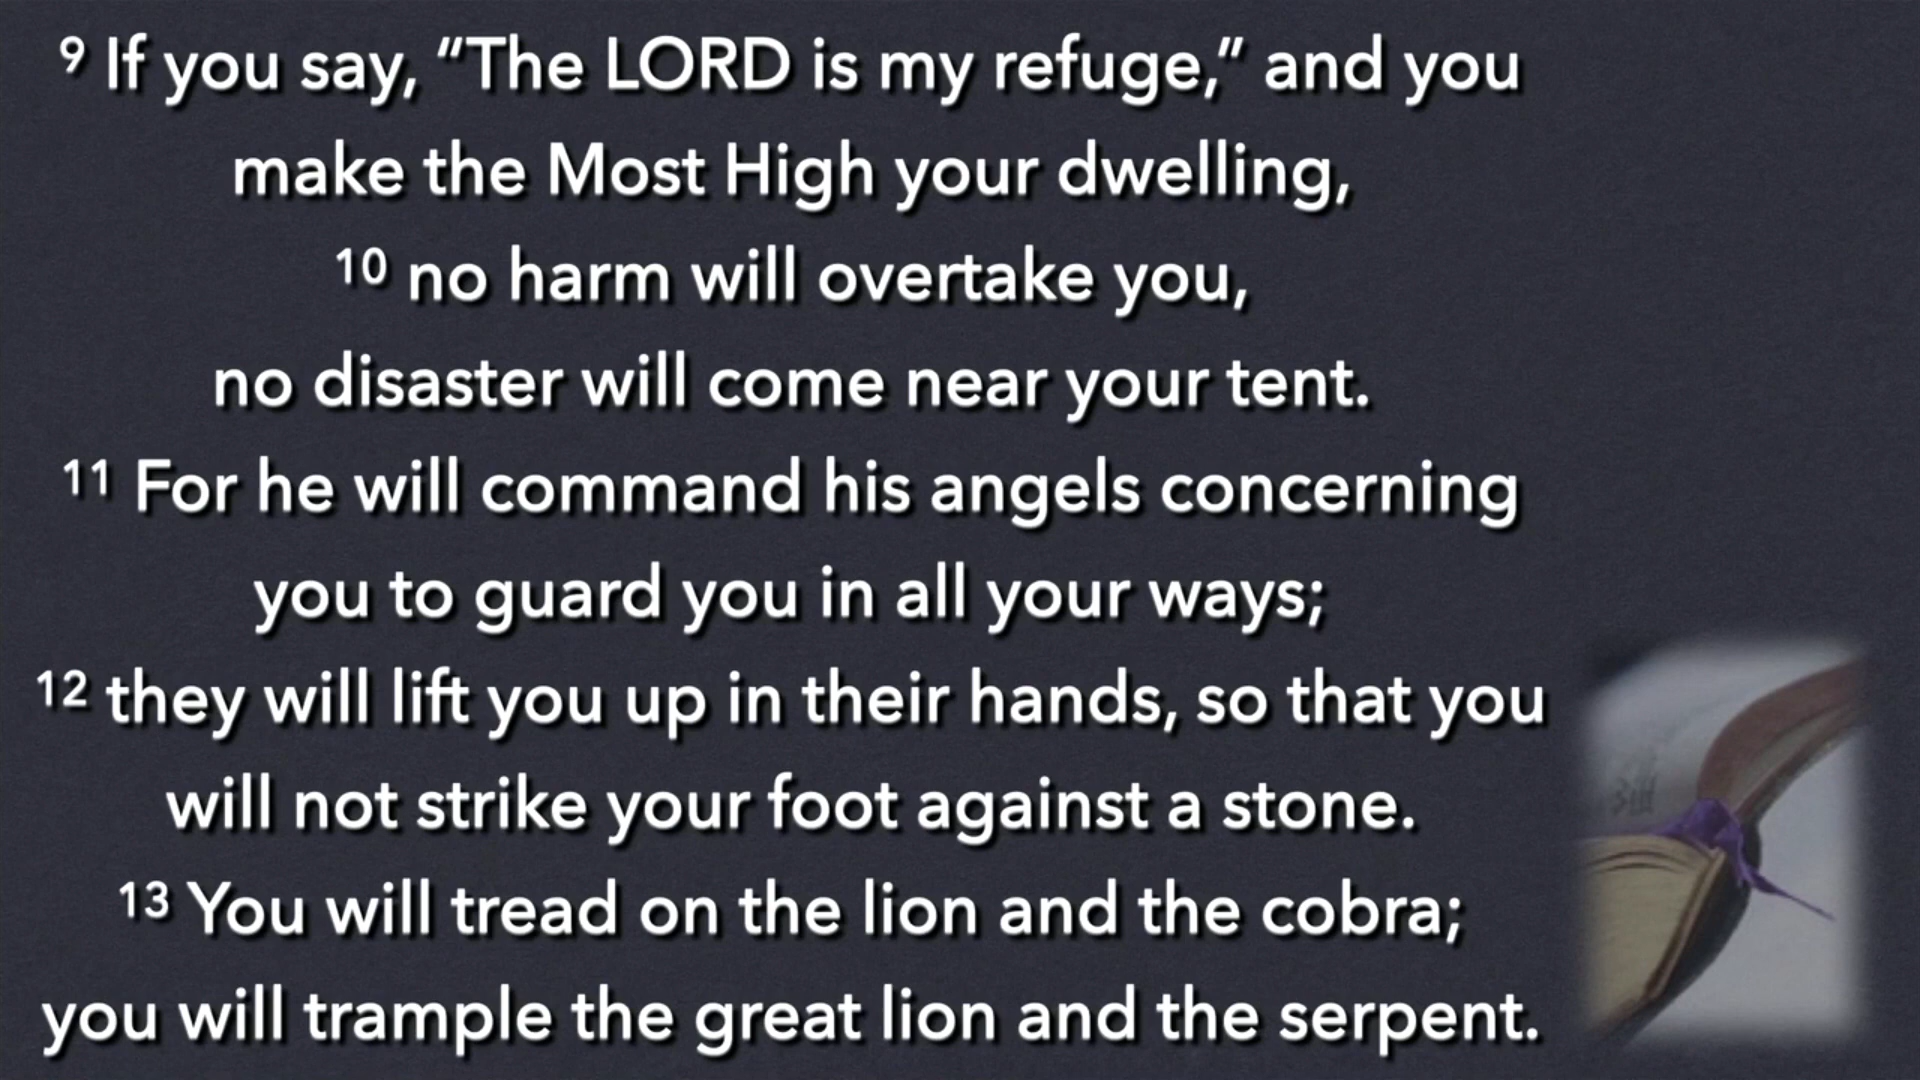 9 If you say, “The LORD is my refuge,” and you
make the Most High your dwelling,
10 no harm will overtake you,
no disaster will come near your tent.
11 For he will command his angels concerning
you to guard you in all your ways;
12 they will lift you up in their hands, so that you
will not strike your foot against a stone.
13 You will tread on the lion and the cobra;
you will trample the great lion and the serpent.